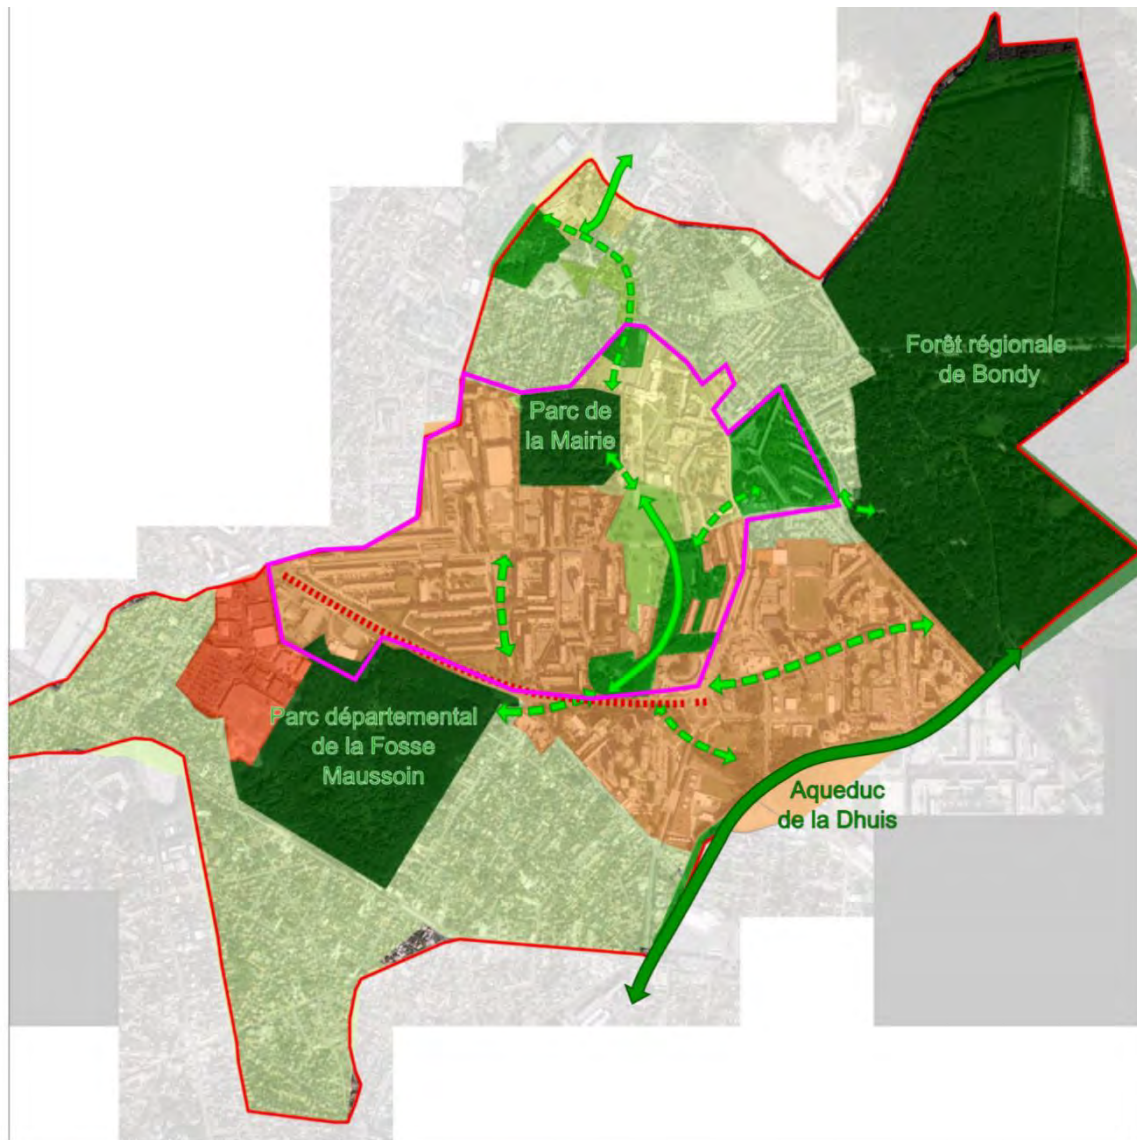 Forêt régionale
de Bondy
Parc de
la Mairie
Parc départemental
de la Fosse
Maussoin
Aqueduc
de la Dhuis